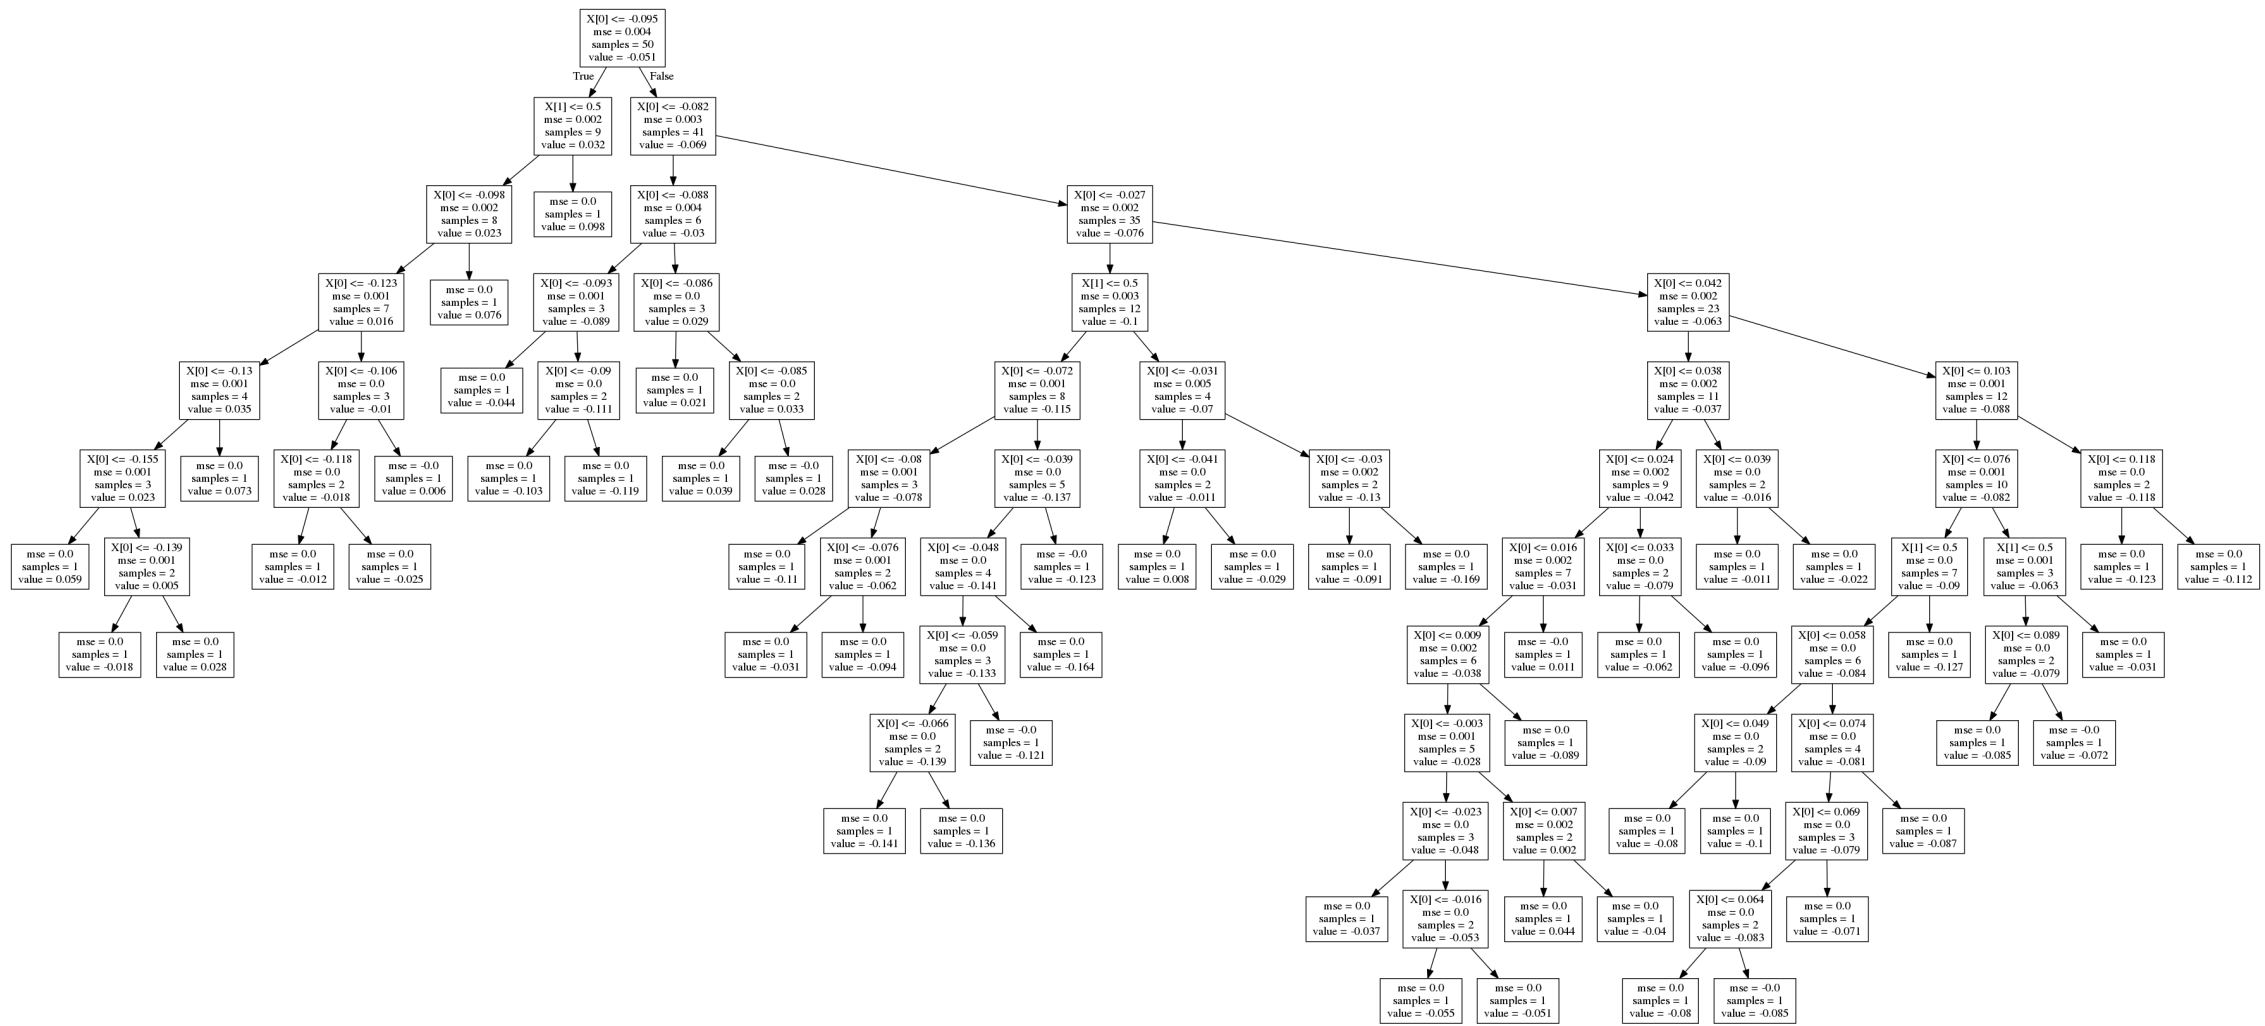 X[0] <= -0.095
mse = 0.004
samples = 50
value = -0.051
True
False
X[1] <= 0.5
mse = 0.002
samples = 9
value = 0.032
X[0] <= -0.082
mse = 0.003
samples = 41
value = -0.069
X[0] <= -0.098
mse = 0.002
samples = 8
value = 0.023
mse = 0.0
samples = 1
value = 0.098
X[0] <= -0.088
mse = 0.004
samples = 6
value = -0.03
X[0] <= -0.027
mse = 0.002
samples = 35
value = -0.076
X[0] <= -0.123
mse = 0.001
samples = 7
value = 0.016
mse = 0.0
samples = 1
value = 0.076
X[0] <= -0.093
mse = 0.001
samples = 3
value = -0.089
X[0] <= -0.086
mse = 0.0
samples = 3
value = 0.029
X[1] <= 0.5
mse = 0.003
samples = 12
value = -0.1
X[0] <= 0.042
mse = 0.002
samples = 23
value = -0.063
X[0] <= -0.13
mse = 0.001
samples = 4
value = 0.035
X[0] <= -0.106
mse = 0.0
samples = 3
value = -0.01
mse = 0.0
samples = 1
value = -0.044
X[0] <= -0.09
mse = 0.0
samples = 2
value = -0.111
mse = 0.0
samples = 1
value = 0.021
X[0] <= -0.085
mse = 0.0
samples = 2
value = 0.033
X[0] <= -0.072
mse = 0.001
samples = 8
value = -0.115
X[0] <= -0.031
mse = 0.005
samples = 4
value = -0.07
X[0] <= 0.038
mse = 0.002
samples = 11
value = -0.037
X[0] <= 0.103
mse = 0.001
samples = 12
value = -0.088
X[0] <= -0.155
mse = 0.001
samples = 3
value = 0.023
mse = 0.0
samples = 1
value = 0.073
X[0] <= -0.118
mse = 0.0
samples = 2
value = -0.018
mse = -0.0
samples = 1
value = 0.006
mse = 0.0
samples = 1
value = -0.103
mse = 0.0
samples = 1
value = -0.119
mse = 0.0
samples = 1
value = 0.039
mse = -0.0
samples = 1
value = 0.028
X[0] <= -0.08
mse = 0.001
samples = 3
value = -0.078
X[0] <= -0.039
mse = 0.0
samples = 5
value = -0.137
X[0] <= -0.041
mse = 0.0
samples = 2
value = -0.011
X[0] <= -0.03
mse = 0.002
samples = 2
value = -0.13
X[0] <= 0.024
mse = 0.002
samples = 9
value = -0.042
X[0] <= 0.039
mse = 0.0
samples = 2
value = -0.016
X[0] <= 0.076
mse = 0.001
samples = 10
value = -0.082
X[0] <= 0.118
mse = 0.0
samples = 2
value = -0.118
mse = 0.0
samples = 1
value = 0.059
X[0] <= -0.139
mse = 0.001
samples = 2
value = 0.005
mse = 0.0
samples = 1
value = -0.012
mse = 0.0
samples = 1
value = -0.025
mse = 0.0
samples = 1
value = -0.11
X[0] <= -0.076
mse = 0.001
samples = 2
value = -0.062
X[0] <= -0.048
mse = 0.0
samples = 4
value = -0.141
mse = -0.0
samples = 1
value = -0.123
mse = 0.0
samples = 1
value = 0.008
mse = 0.0
samples = 1
value = -0.029
mse = 0.0
samples = 1
value = -0.091
mse = 0.0
samples = 1
value = -0.169
X[0] <= 0.016
mse = 0.002
samples = 7
value = -0.031
X[0] <= 0.033
mse = 0.0
samples = 2
value = -0.079
mse = 0.0
samples = 1
value = -0.011
mse = 0.0
samples = 1
value = -0.022
X[1] <= 0.5
mse = 0.0
samples = 7
value = -0.09
X[1] <= 0.5
mse = 0.001
samples = 3
value = -0.063
mse = 0.0
samples = 1
value = -0.123
mse = 0.0
samples = 1
value = -0.112
mse = 0.0
samples = 1
value = -0.018
mse = 0.0
samples = 1
value = 0.028
mse = 0.0
samples = 1
value = -0.031
mse = 0.0
samples = 1
value = -0.094
X[0] <= -0.059
mse = 0.0
samples = 3
value = -0.133
mse = 0.0
samples = 1
value = -0.164
X[0] <= 0.009
mse = 0.002
samples = 6
value = -0.038
mse = -0.0
samples = 1
value = 0.011
mse = 0.0
samples = 1
value = -0.062
mse = 0.0
samples = 1
value = -0.096
X[0] <= 0.058
mse = 0.0
samples = 6
value = -0.084
mse = 0.0
samples = 1
value = -0.127
X[0] <= 0.089
mse = 0.0
samples = 2
value = -0.079
mse = 0.0
samples = 1
value = -0.031
X[0] <= -0.066
mse = 0.0
samples = 2
value = -0.139
mse = -0.0
samples = 1
value = -0.121
X[0] <= -0.003
mse = 0.001
samples = 5
value = -0.028
mse = 0.0
samples = 1
value = -0.089
X[0] <= 0.049
mse = 0.0
samples = 2
value = -0.09
X[0] <= 0.074
mse = 0.0
samples = 4
value = -0.081
mse = 0.0
samples = 1
value = -0.085
mse = -0.0
samples = 1
value = -0.072
mse = 0.0
samples = 1
value = -0.141
mse = 0.0
samples = 1
value = -0.136
X[0] <= -0.023
mse = 0.0
samples = 3
value = -0.048
X[0] <= 0.007
mse = 0.002
samples = 2
value = 0.002
mse = 0.0
samples = 1
value = -0.08
mse = 0.0
samples = 1
value = -0.1
X[0] <= 0.069
mse = 0.0
samples = 3
value = -0.079
mse = 0.0
samples = 1
value = -0.087
mse = 0.0
samples = 1
value = -0.037
X[0] <= -0.016
mse = 0.0
samples = 2
value = -0.053
mse = 0.0
samples = 1
value = 0.044
mse = 0.0
samples = 1
value = -0.04
X[0] <= 0.064
mse = 0.0
samples = 2
value = -0.083
mse = 0.0
samples = 1
value = -0.071
mse = 0.0
samples = 1
value = -0.055
mse = 0.0
samples = 1
value = -0.051
mse = 0.0
samples = 1
value = -0.08
mse = -0.0
samples = 1
value = -0.085